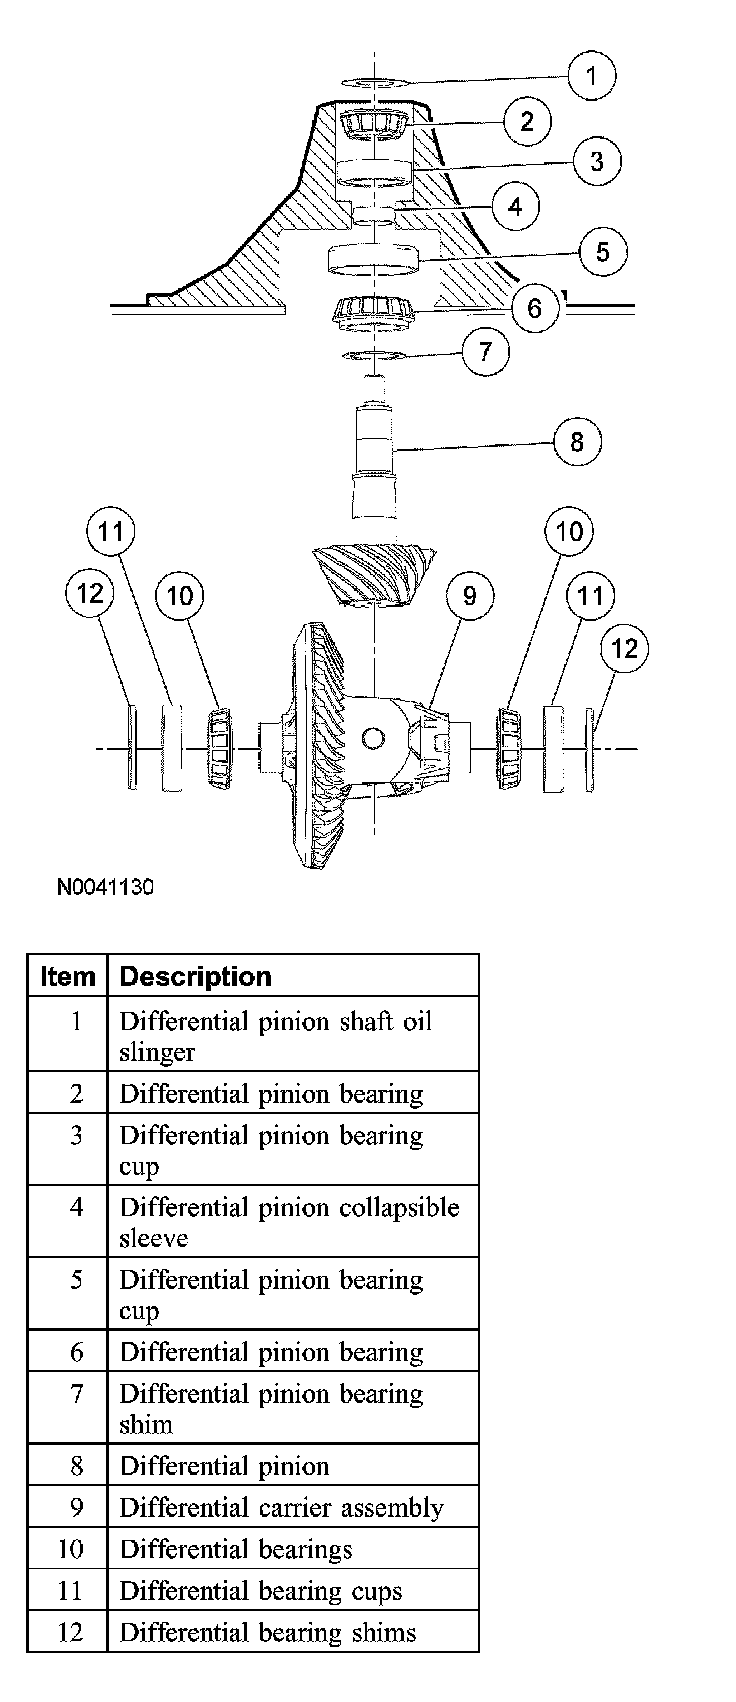 1
2
3
4
5
6
7
8
11
10
12
10
9
11
12
N0041130
Item Description
1 Differential pinion shaft oil
slinger
2 Differential pinion bearing
3 Differential pinion bearing
cup
4 Differential pinion collapsible
sleeve
5 Differential pinion bearing
cup
6 Differential pinion bearing
7 Differential pinion bearing
shim
8 Differential pinion
9 Differential carrier assembly
10 Differential bearings
11 Differential bearing cups
12 Differential bearing shims